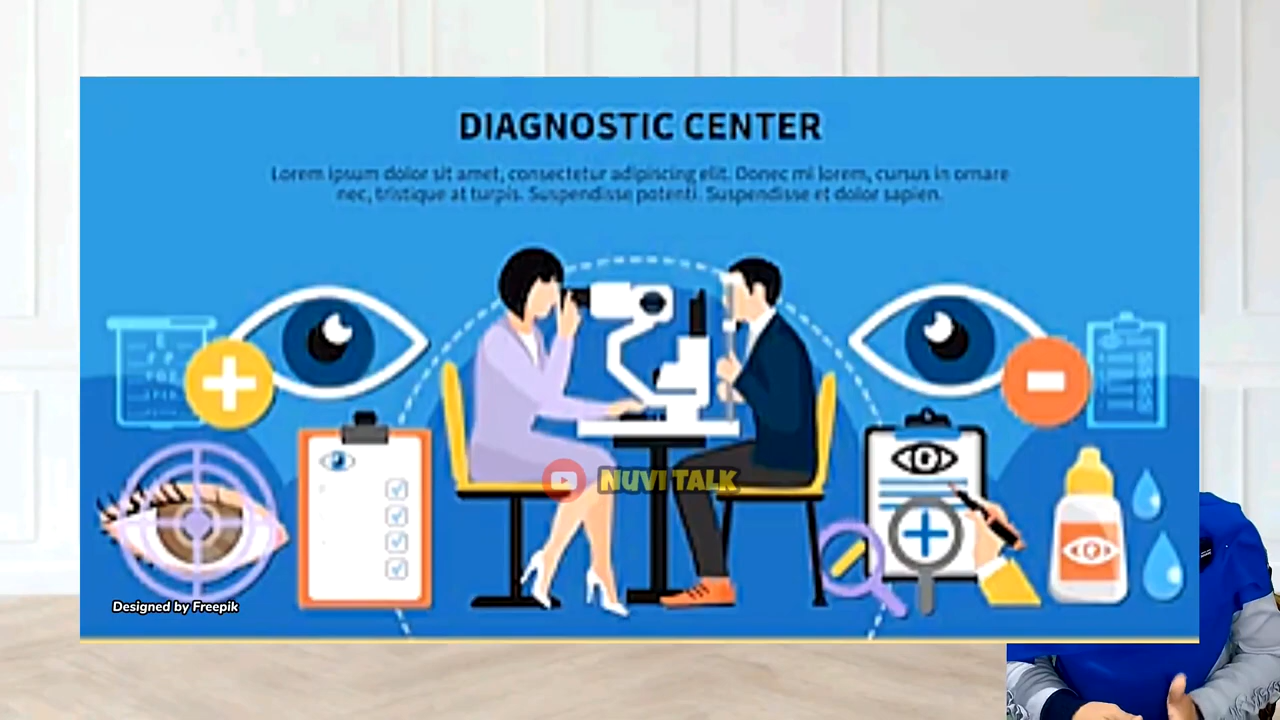 DIAGNOSTIC CENTER
Lorem ipsum dolor sit amet, consectetur adipiscing elit. Donec mi lorem, cursus in ornare
nec, tristique at turpis. Suspendisse potenti. Suspendisse et dolor sapien.
NUVI TALK
Designed by Freepik